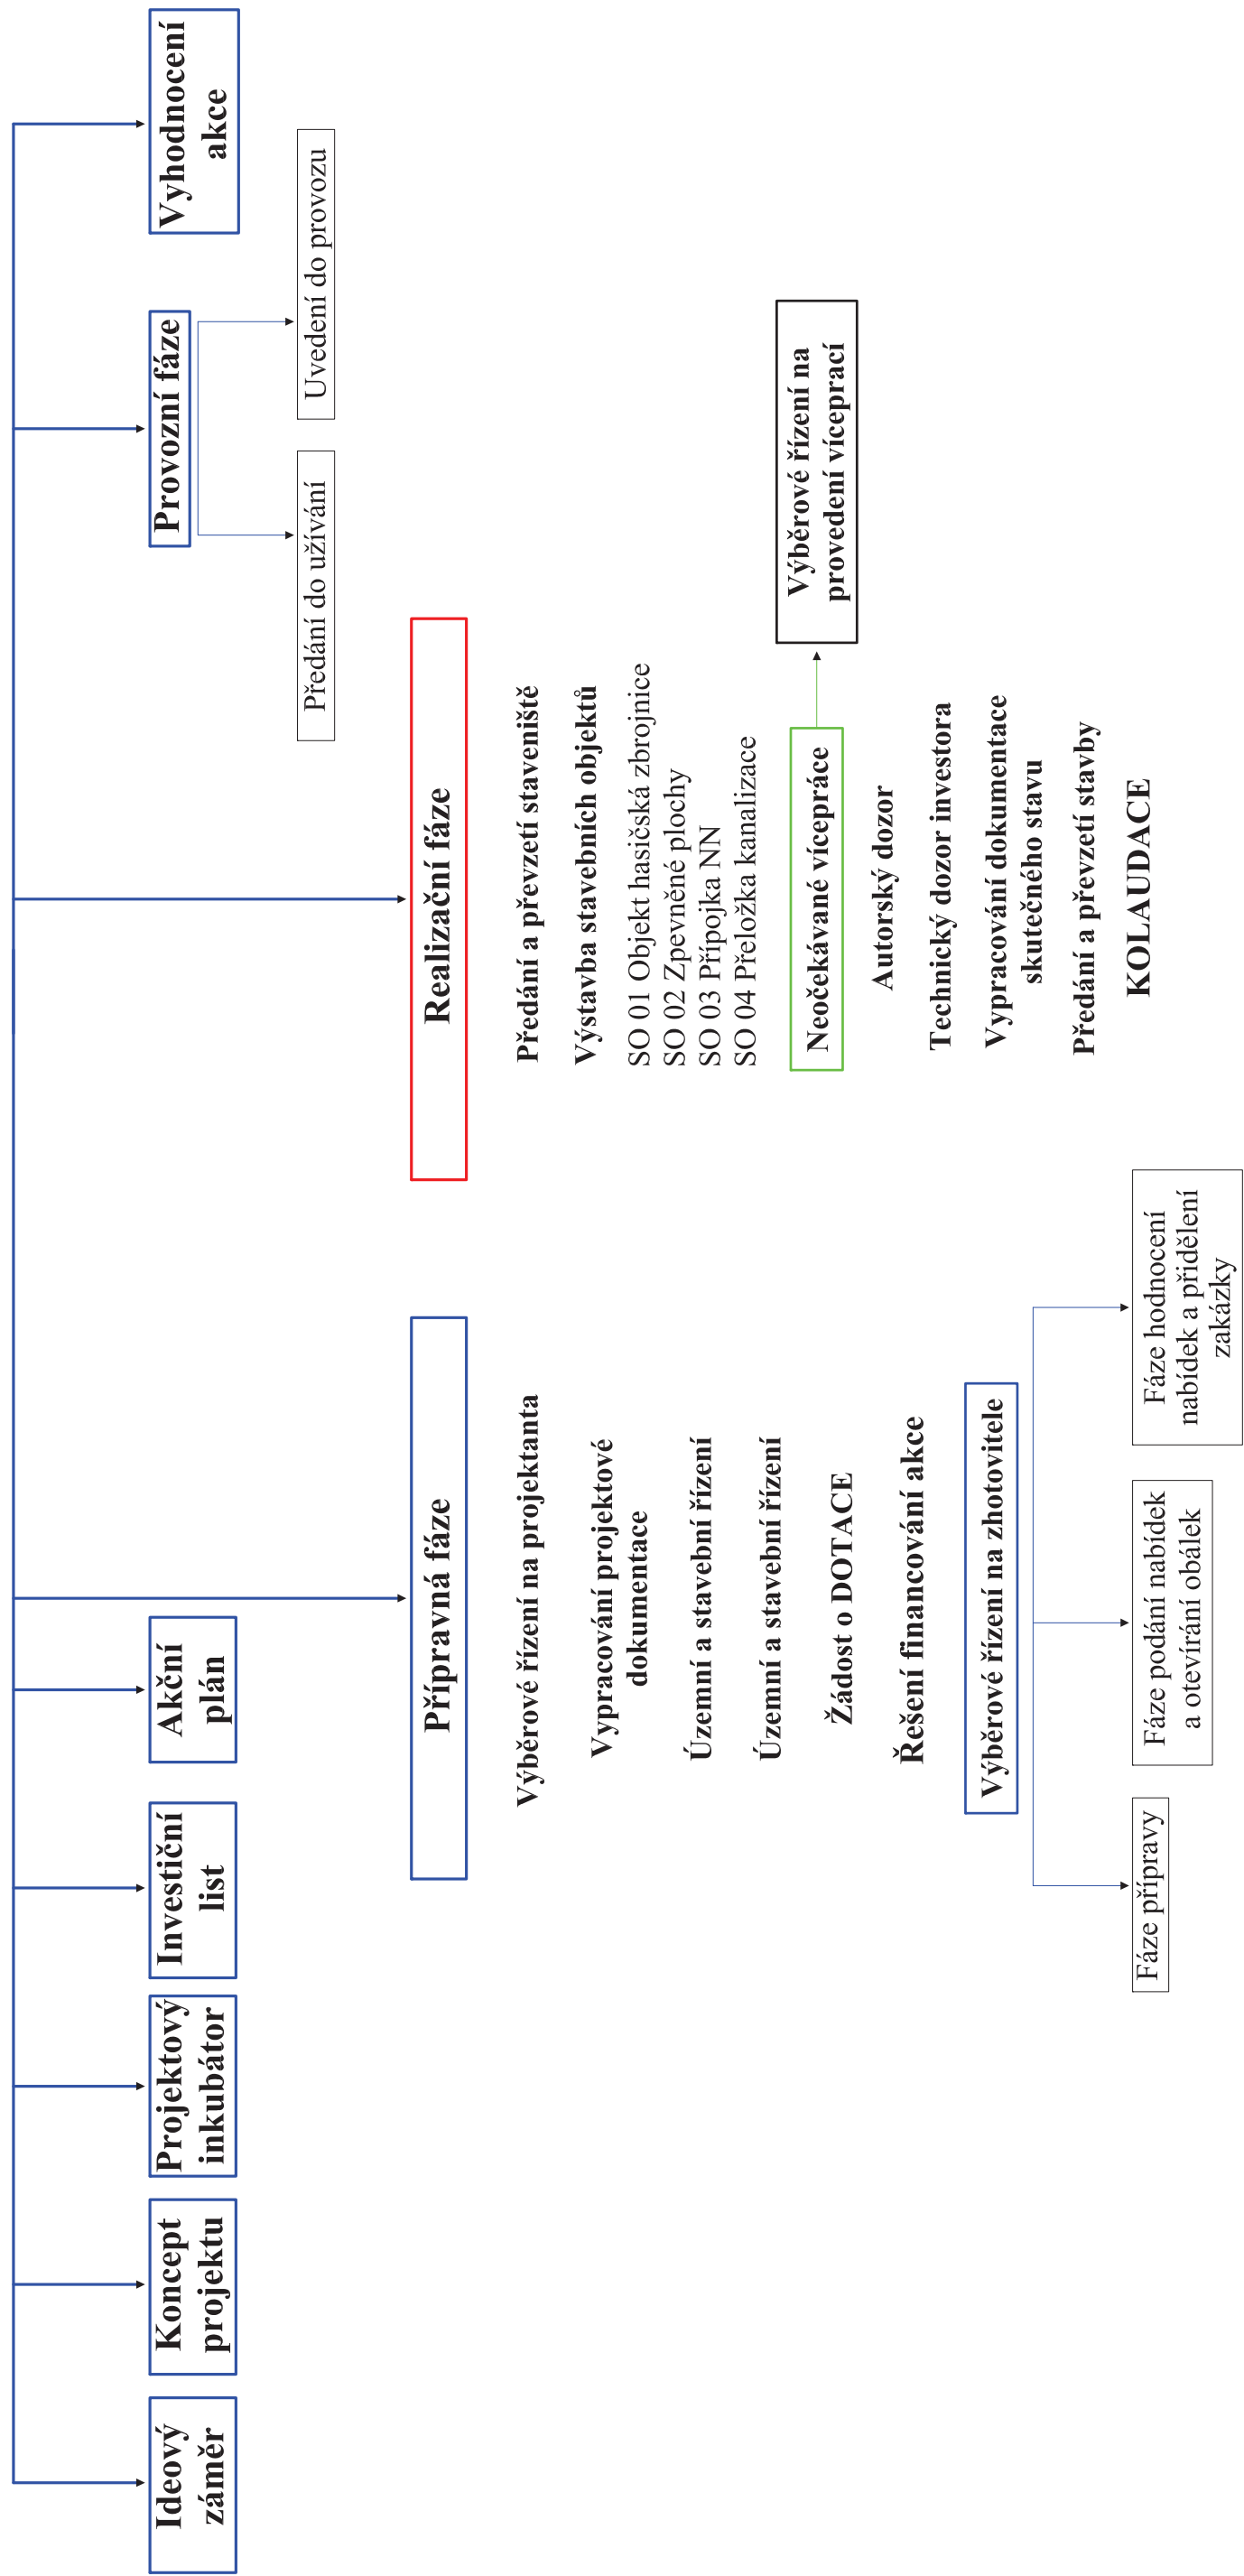 Ideový
záměr
Koncept
projektu
Projektový
inkubátor
Investiční
list
Akční
plán
Přípravná fáze
Výběrové řízení na projektanta
Vypracování projektové
dokumentace
Územní a stavební řízení
Územní a stavební řízení
Žádost o DOTACE
Řešení financování akce
Výběrové řízení na zhotovitele
Fáze přípravy
Fáze podání nabídek
a otevírání obálek
Fáze hodnocení
nabídek a přidělení
zakázky
Realizační fáze
Předání a převzetí staveniště
Výstavba stavebních objektů
SO 01 Objekt hasičská zbrojnice
SO 02 Zpevněné plochy
SO 03 Přípojka NN
SO 04 Přeložka kanalizace
Neočekávané vícepráce
Výběrové řízení na
provedení víceprací
Autorský dozor
Technický dozor investora
Vypracování dokumentace
skutečného stavu
Předání a převzetí stavby
KOLAUDACE
Provozní fáze
Předání do užívání
Uvedení do provozu
Vyhodnocení
akce